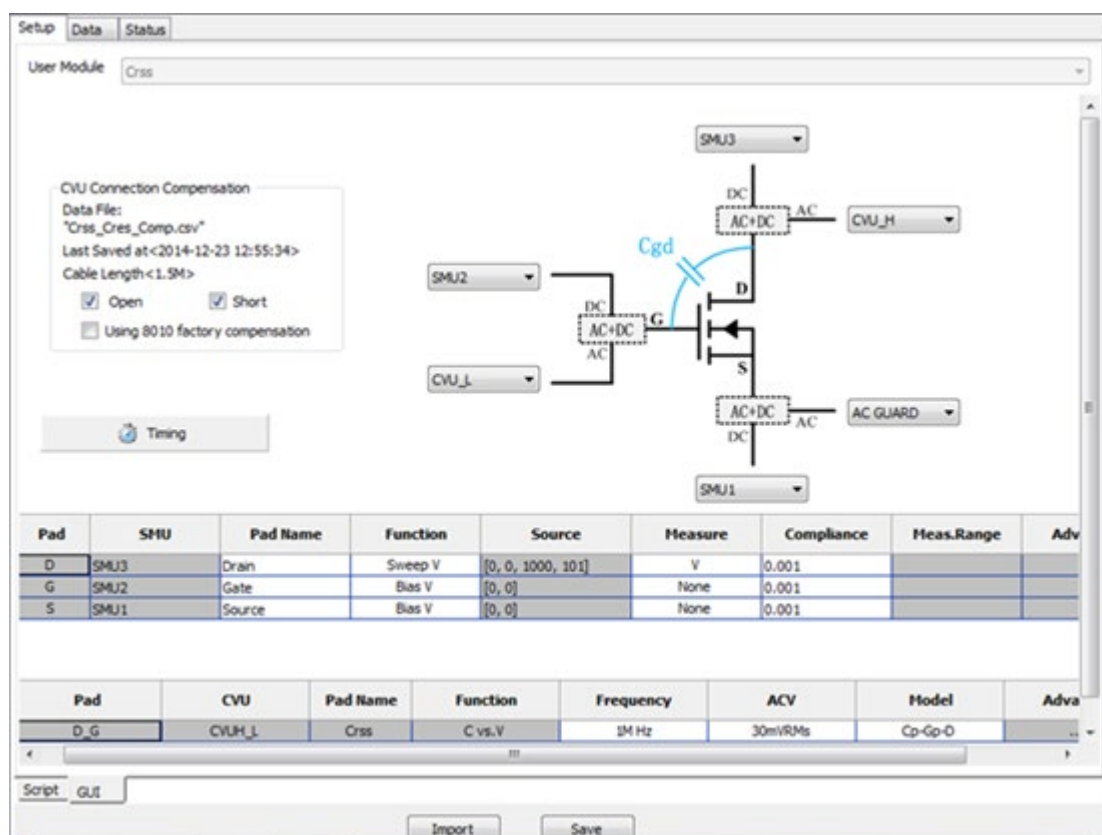 Setup Data Status
User Module Crss
SMU3
DC
AC+DC AC CVU_H
CVU Connection Compensation
Data File:
"Crss_Cres_Comp.csv"
Last Saved at<2014-12-23 12:55:34>
Cable Length<1.5M>
Open Short
Using 8010 factory compensation
Cgd
SMU2
D
DC
AC+DC G
AC
S
CVU_L
AC+DC AC AC GUARD
DC
Timing
SMU1
Pad SMU Pad Name Function Source Measure Compliance Meas.Range Adv
D SMU3 Drain Sweep V [0, 0, 1000, 101] V 0.001
G SMU2 Gate Bias V [0, 0] None 0.001
S SMU1 Source Bias V [0, 0] None 0.001
Pad CVU Pad Name Function Frequency ACV Model Adva
D_G CVUH_L Crss C vs.V 1M Hz 30mVRMs Cp-Gp-D ..
Script GUI
Import Save